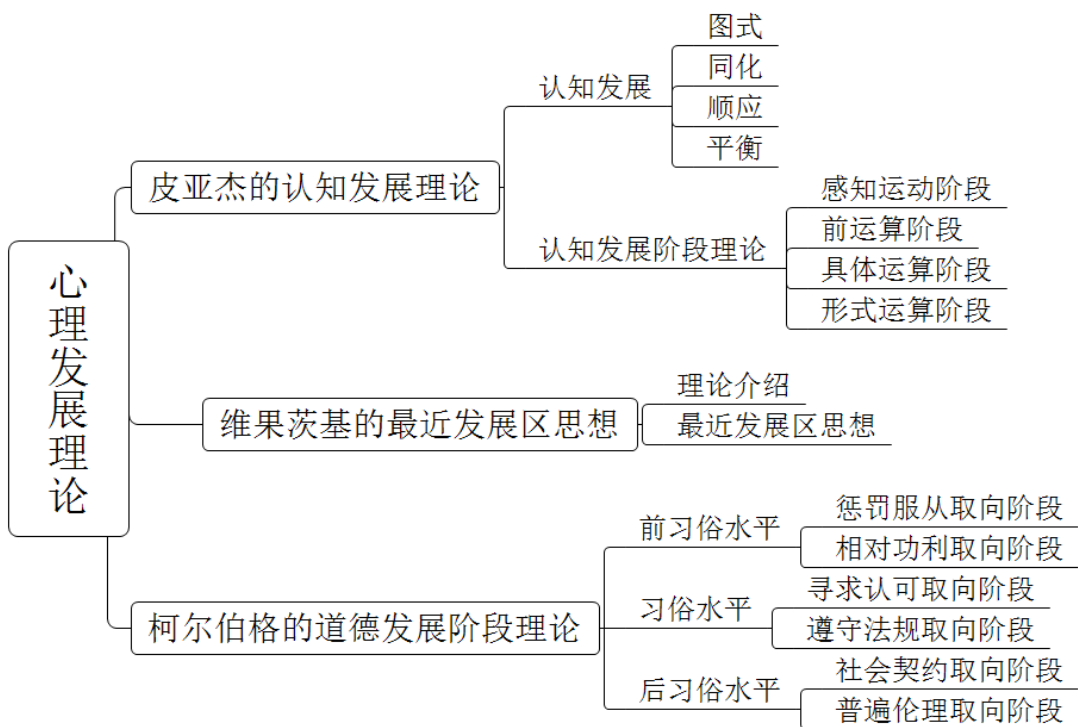 心理发展理论
皮亚杰的认知发展理论
认知发展
图式
同化
顺应
平衡
认知发展阶段理论
感知运动阶段
前运算阶段
具体运算阶段
形式运算阶段
维果茨基的最近发展区思想
理论介绍
最近发展区思想
柯尔伯格的道德发展阶段理论
前习俗水平
惩罚服从取向阶段
相对功利取向阶段
习俗水平
寻求认可取向阶段
遵守法规取向阶段
后习俗水平
社会契约取向阶段
普遍伦理取向阶段